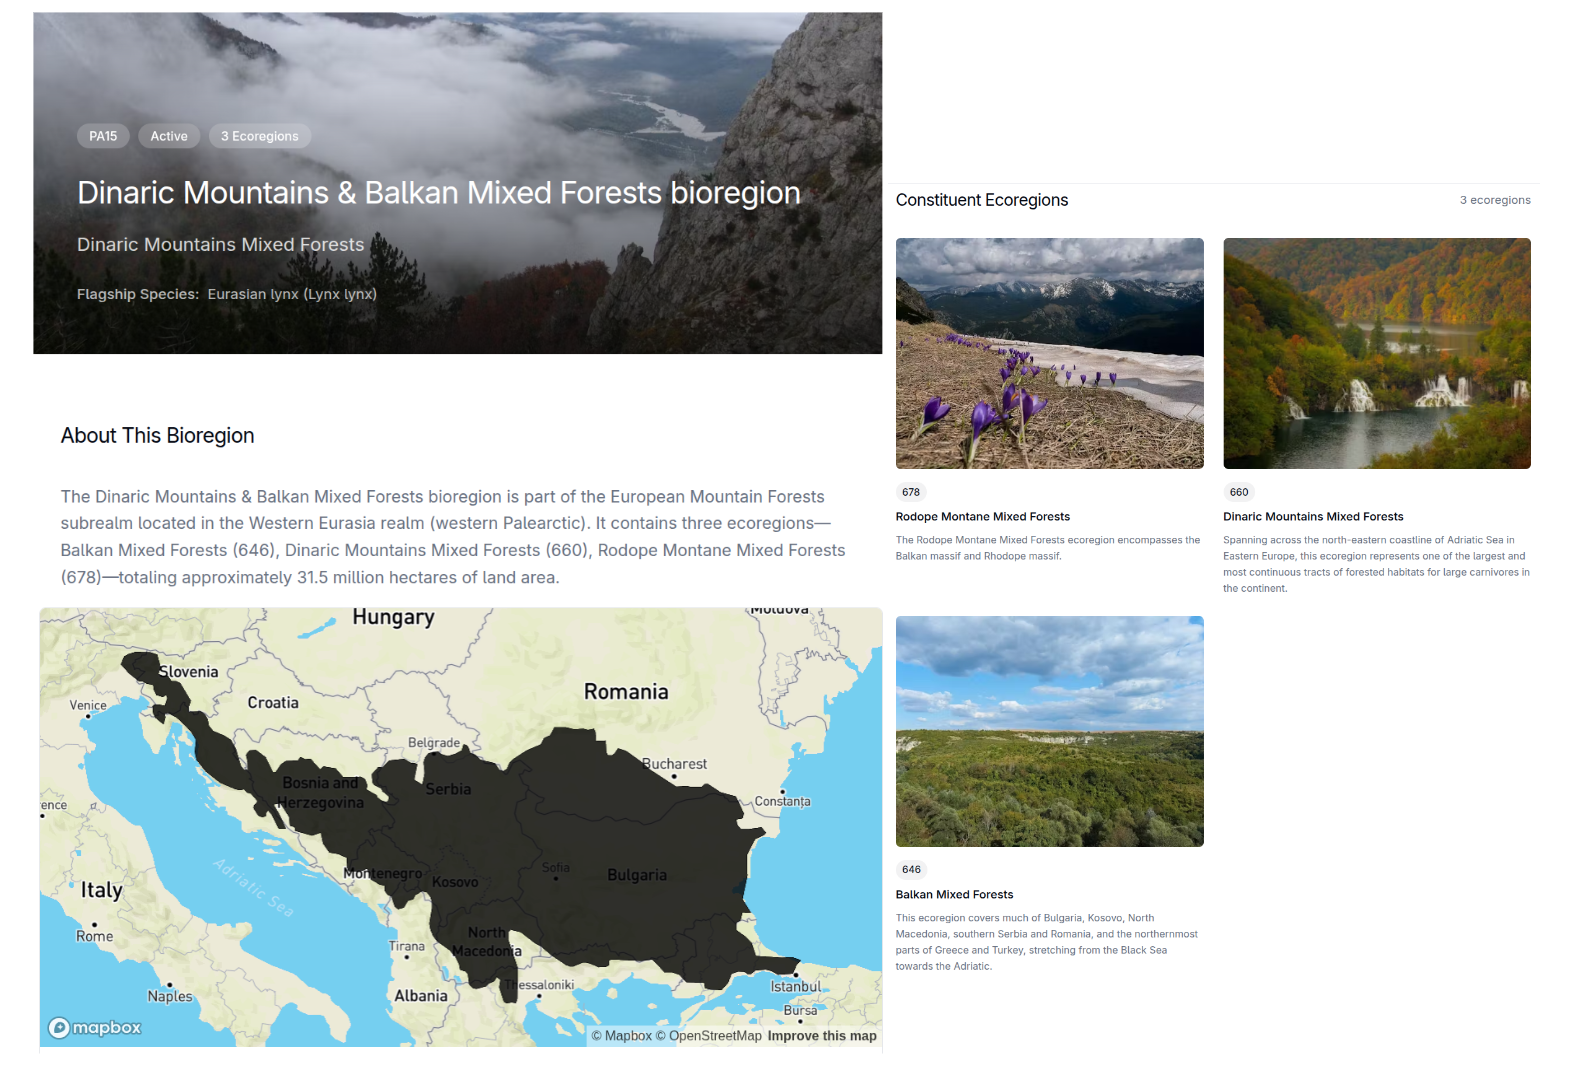 PA15
Active
3 Ecoregions
Dinaric Mountains & Balkan Mixed Forests bioregion
Dinaric Mountains Mixed Forests
Flagship Species: Eurasian lynx (Lynx lynx)
About This Bioregion
The Dinaric Mountains & Balkan Mixed Forests bioregion is part of the European Mountain Forests
subrealm located in the Western Eurasia realm (western Palearctic). It contains three ecoregions—
Balkan Mixed Forests (646), Dinaric Mountains Mixed Forests (660), Rodope Montane Mixed Forests
(678)—totaling approximately 31.5 million hectares of land area.
Hungary
Moldova
Slovenia
Romania
Croatia
Venice
Belgrade
Bucharest
Bosnia and
Herzegovina
Serbia
Constanța
ence
Sofia
Bulgaria
Montenegro
Kosovo
Adriatic Sea
Italy
Rome
North
Macedonia
Tirana
Thessaloniki
Istanbul
Albania
Naples
Bursa
mapbox
© Mapbox © OpenStreetMap Improve this map
Constituent Ecoregions
3 ecoregions
678
Rodope Montane Mixed Forests
The Rodope Montane Mixed Forests ecoregion encompasses the
Balkan massif and Rhodope massif.
660
Dinaric Mountains Mixed Forests
Spanning across the north-eastern coastline of Adriatic Sea in
Eastern Europe, this ecoregion represents one of the largest and
most continuous tracts of forested habitats for large carnivores in
the continent.
646
Balkan Mixed Forests
This ecoregion covers much of Bulgaria, Kosovo, North
Macedonia, southern Serbia and Romania, and the northernmost
parts of Greece and Turkey, stretching from the Black Sea
towards the Adriatic.